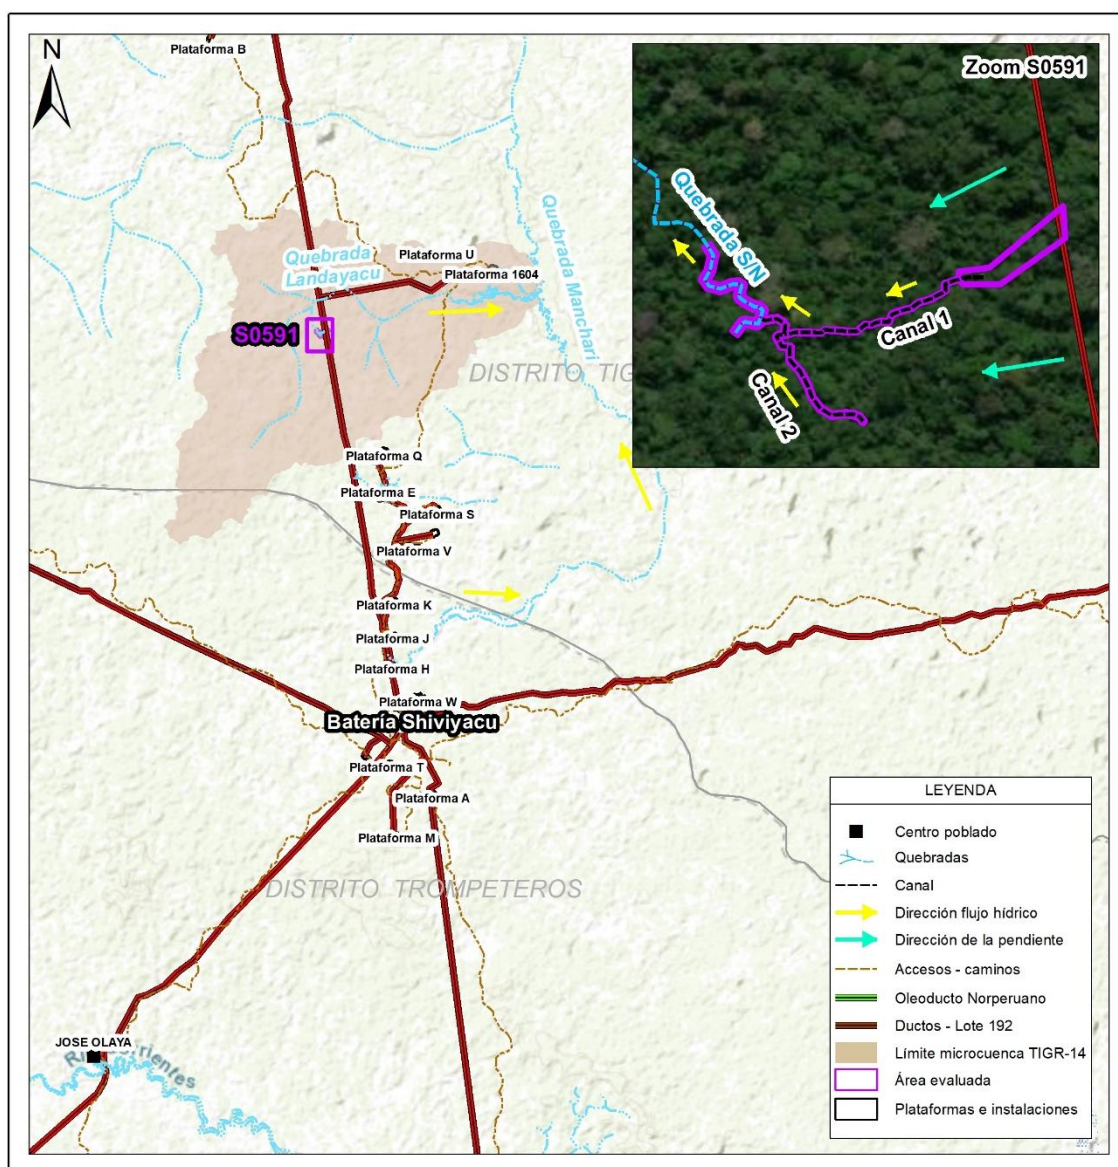 Plataforma B
N
Zoom S0591
Quebrada S/N
Canal 1
Canal 2
Quebrada
Landayacu
Plataforma U
Plataforma 1604
Quebrada Manchari
S0591
DISTRITO TIG
Plataforma Q
Plataforma E
Plataforma S
Plataforma V
Plataforma K
Plataforma J
Plataforma H
Plataforma W
Batería Shiviyacu
Plataforma T
Plataforma A
Plataforma M
DISTRITO TROMPETEROS
JOSE OLAYA
LEYENDA
Centro poblado
Quebradas
Canal
Dirección flujo hídrico
Dirección de la pendiente
Accesos - caminos
Oleoducto Norperuano
Ductos - Lote 192
Límite microcuenca TIGR-14
Área evaluada
Plataformas e instalaciones